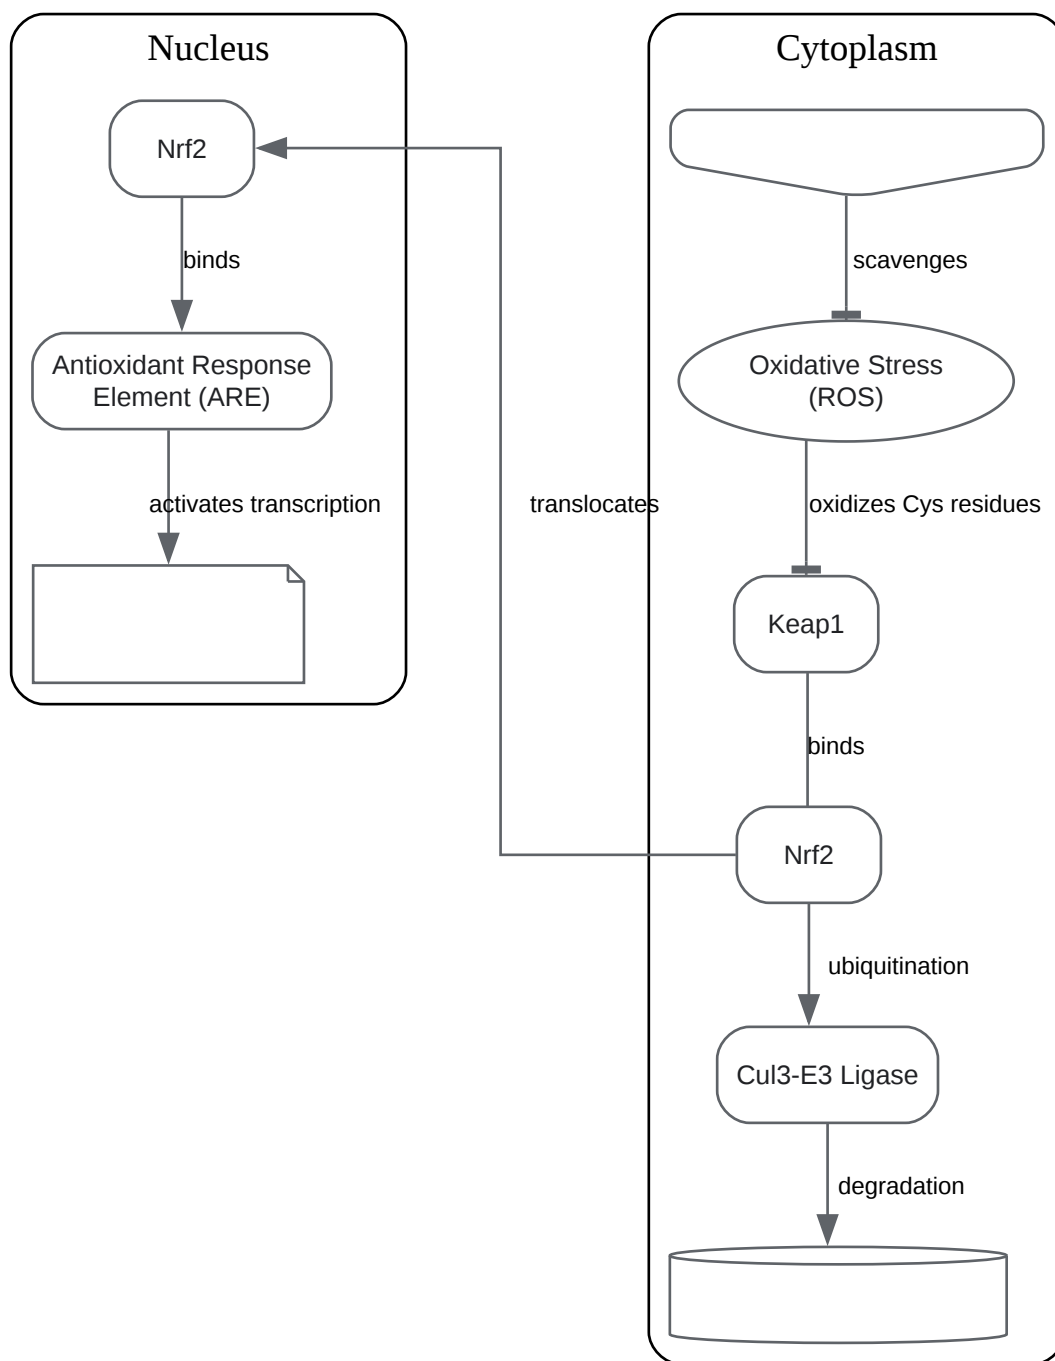 Nucleus
Nrf2
binds
Antioxidant Response
Element (ARE)
activates transcription
translocates
Cytoplasm
scavenges
Oxidative Stress
(ROS)
oxidizes Cys residues
Keap1
binds
Nrf2
ubiquitination
Cul3-E3 Ligase
degradation